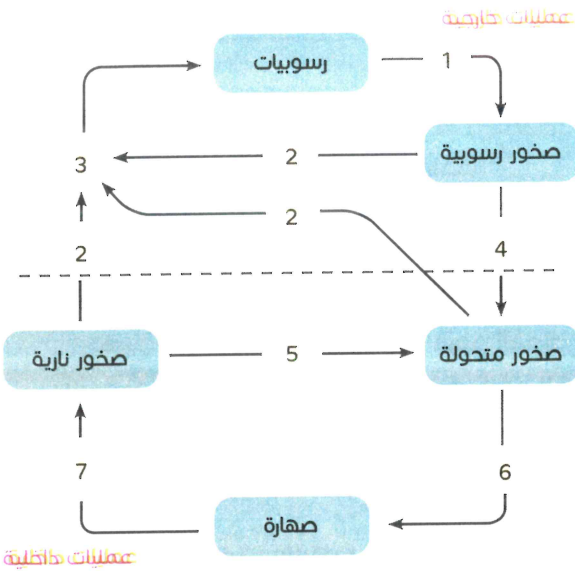 عمليات خارجية
رسوبيات
1
صخور رسوبية
2
3
2
4
2
صخور متحولة
5
صخور نارية
6
7
صهارة
عمليات داخلية